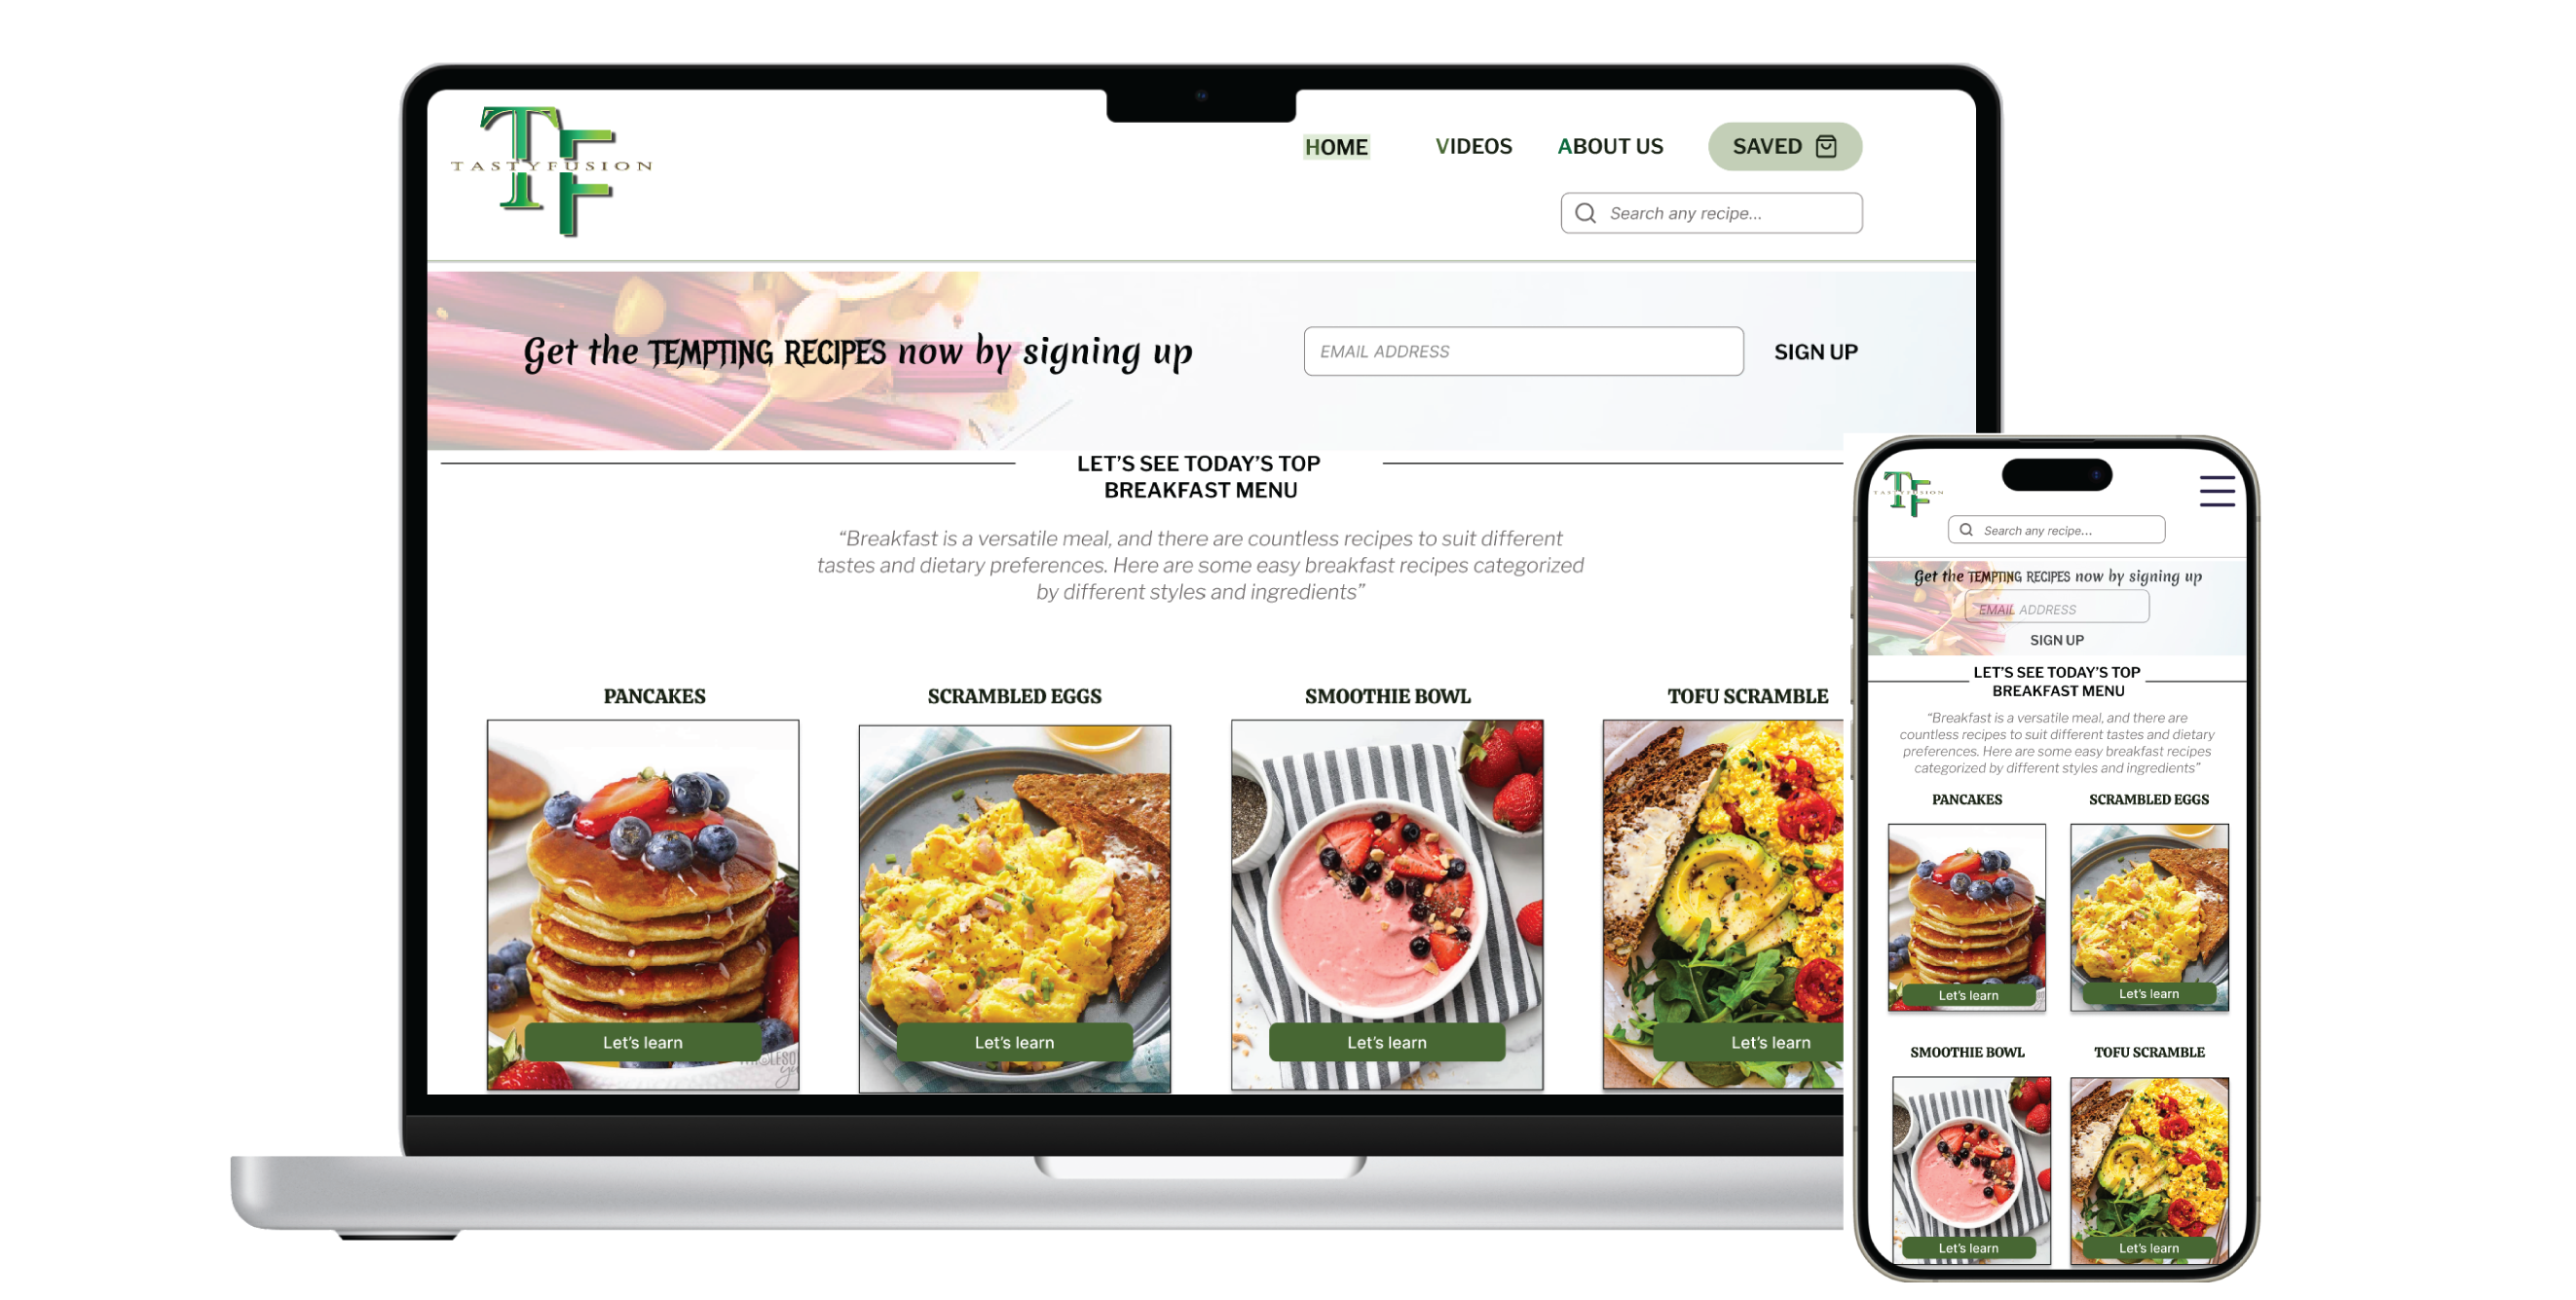 TASTYFUSION
HOME VIDEOS ABOUT US SAVED
Search any recipe...
Get the TEMPTING RECIPES now by signing up
EMAIL ADDRESS
SIGN UP
LET'S SEE TODAY'S TOP
BREAKFAST MENU
“Breakfast is a versatile meal, and there are countless recipes to suit different
tastes and dietary preferences. Here are some easy breakfast recipes categorized
by different styles and ingredients”
PANCAKES
SCRAMBLED EGGS
SMOOTHIE BOWL
TOFU SCRAMBLE
Let's learn
Let's learn
Let's learn
Let's learn
TF
TASTYFUSION
Search any recipe...
Get the TEMPTING RECIPES now by signing up
EMAIL ADDRESS
SIGN UP
LET'S SEE TODAY'S TOP
BREAKFAST MENU
“Breakfast is a versatile meal, and there are
countless recipes to suit different tastes and dietary
preferences. Here are some easy breakfast recipes
categorized by different styles and ingredients”
PANCAKES
SCRAMBLED EGGS
Let's learn
Let's learn
SMOOTHIE BOWL
TOFU SCRAMBLE
Let's learn
Let's learn